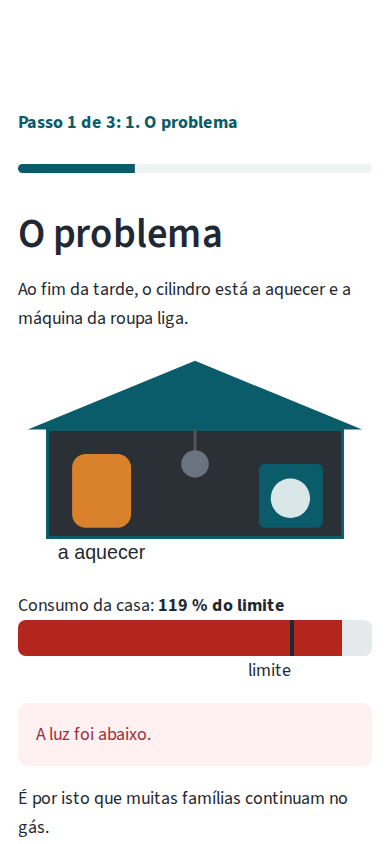 Passo 1 de 3: 1. O problema
O problema
Ao fim da tarde, o cilindro está a aquecer e a
máquina da roupa liga.
a aquecer
Consumo da casa: 119 % do limite
limite
A luz foi abaixo.
É por isto que muitas famílias continuam no
gás.